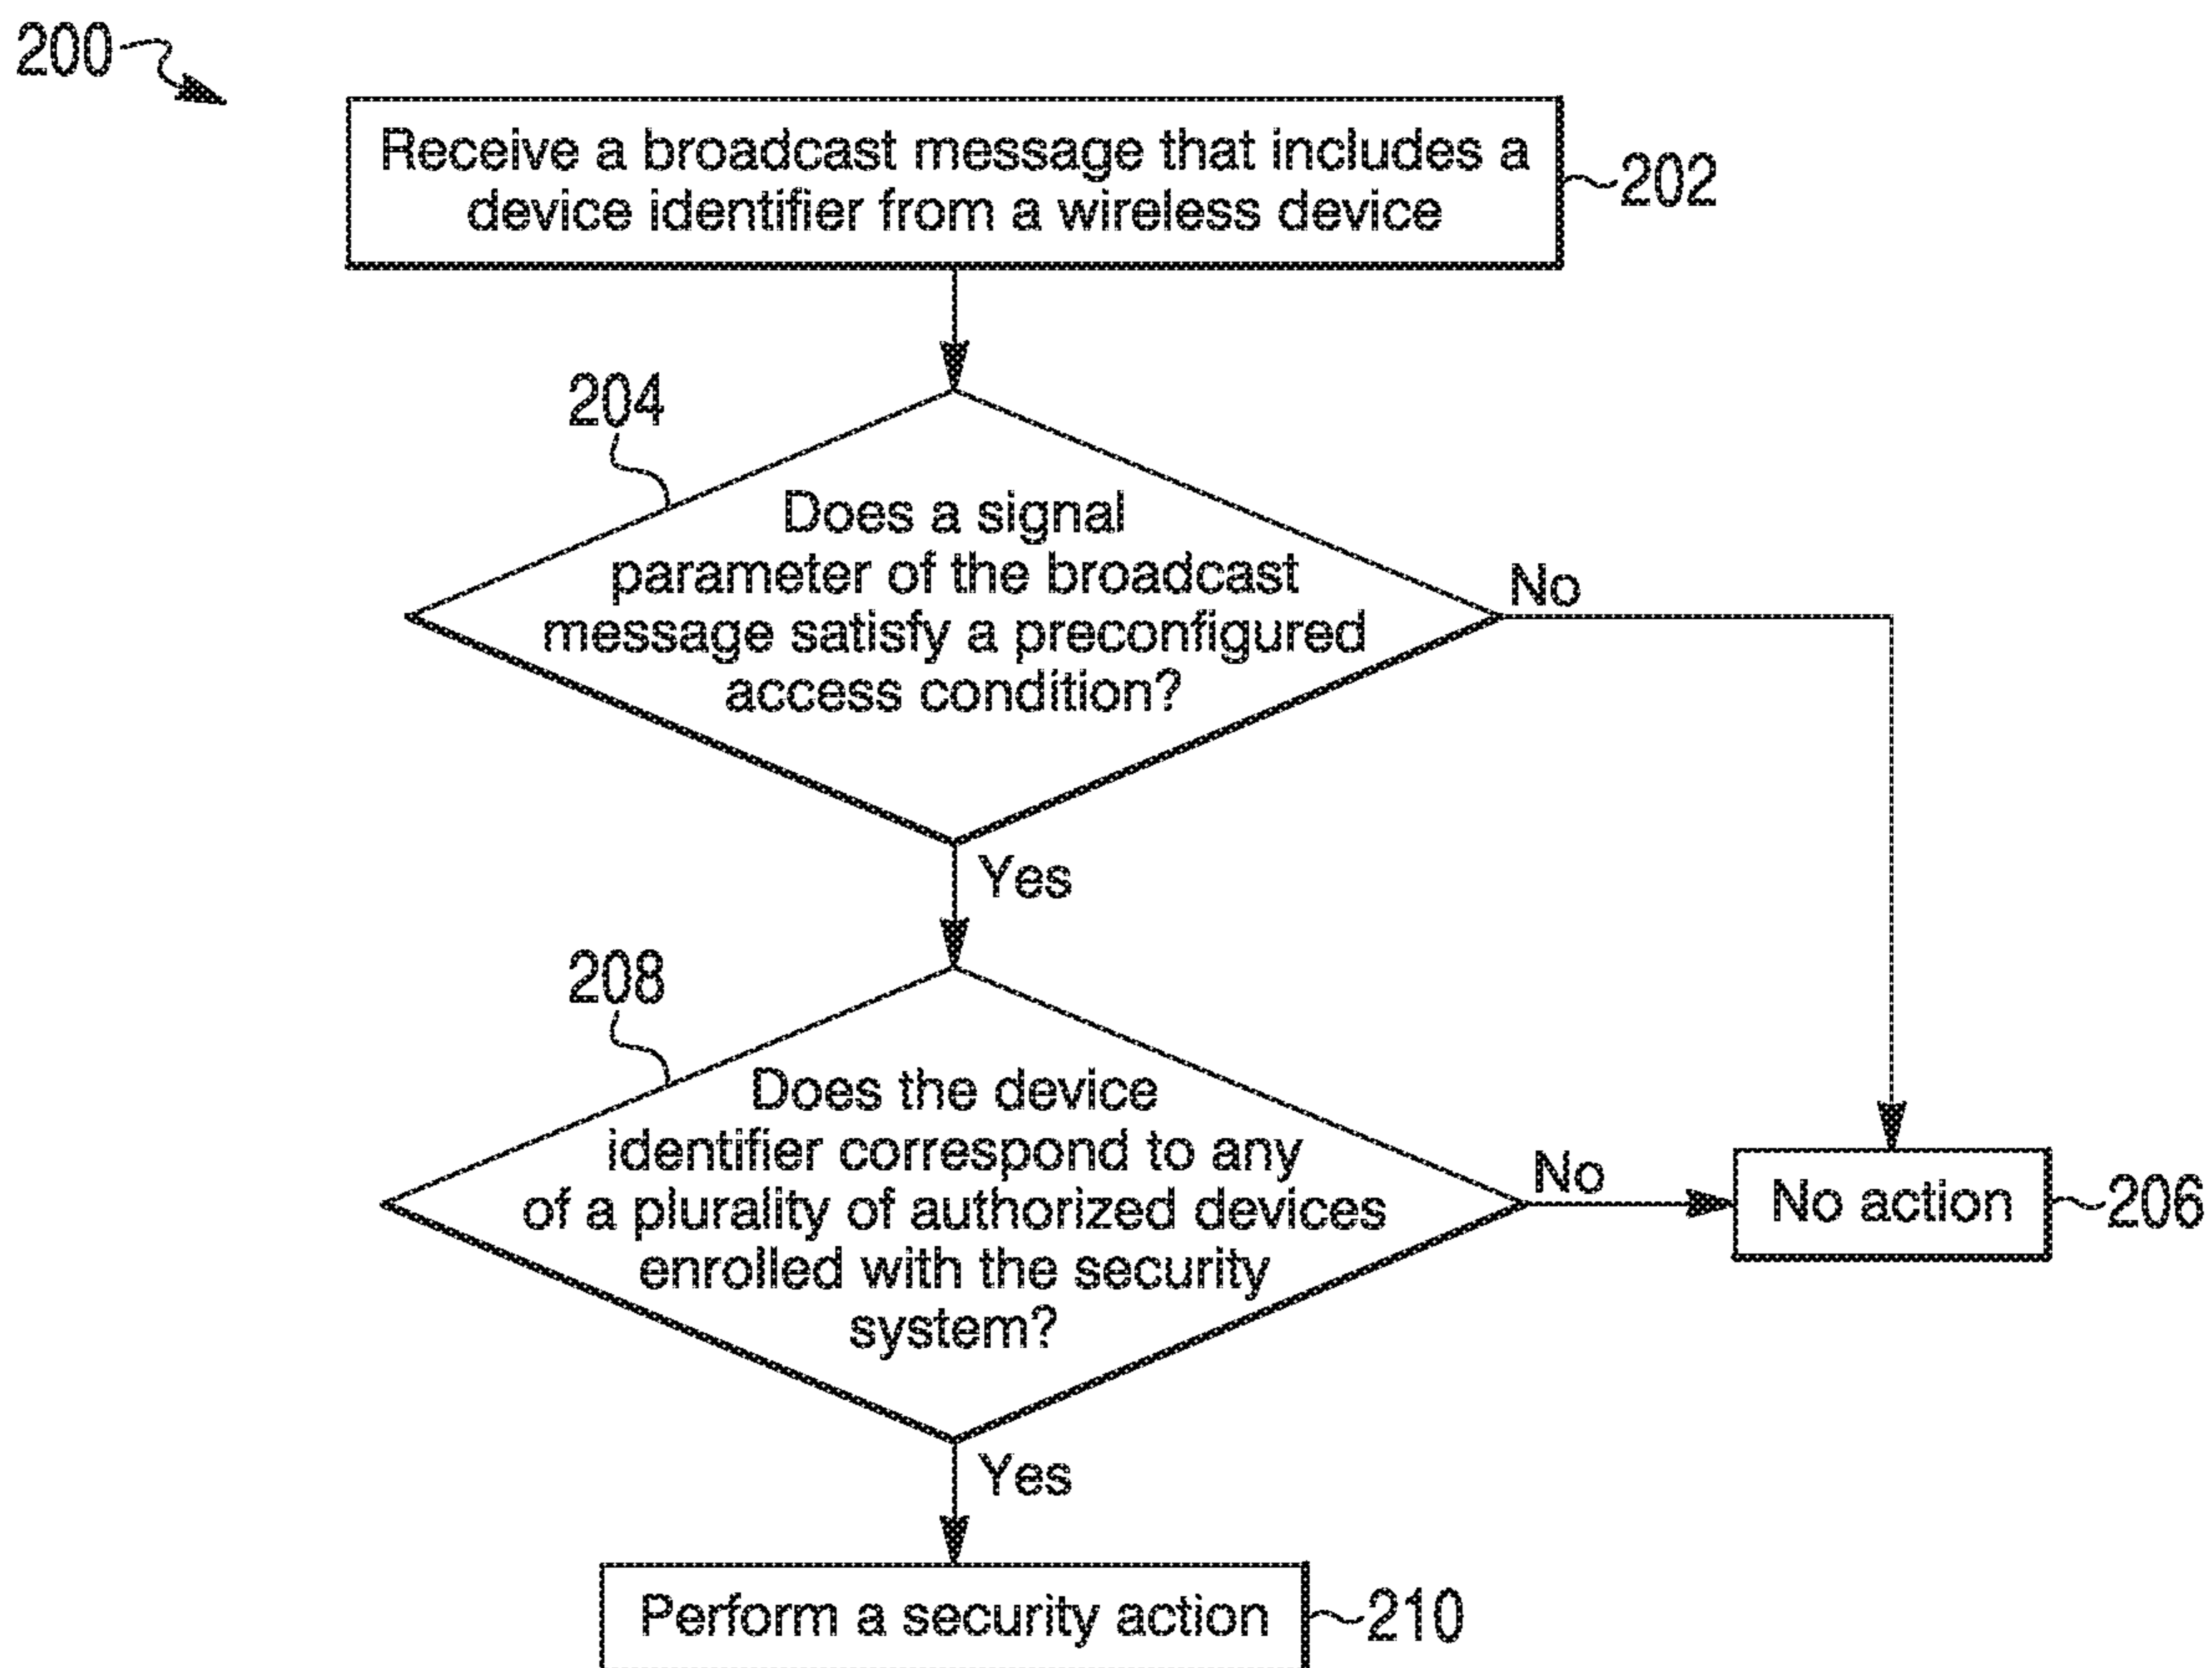 200
Receive a broadcast message that includes a
device identifier from a wireless device
202
204
Does a signal
parameter of the broadcast
message satisfy a preconfigured
access condition?
No
Yes
208
Does the device
identifier correspond to any
of a plurality of authorized devices
enrolled with the security
system?
No
No action
206
Yes
Perform a security action
210